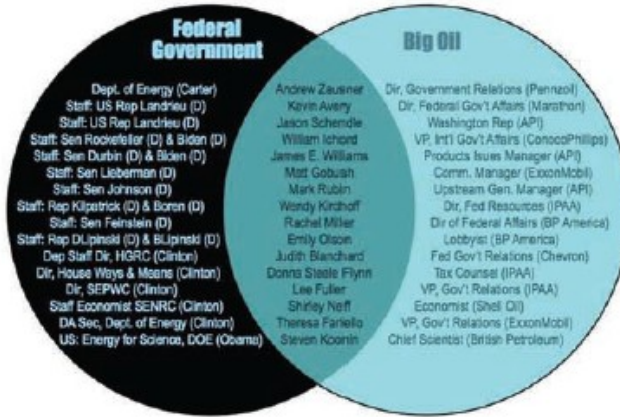 Federal
Government
Big Oil
Dept. of Energy (Carter) Andrew Zausner Dir, Government Relations (Pennzoil)
Staff: US Rep Landrieu (D) Kevin Avery Dir, Federal Gov't Affairs (Marathon)
Staff: US Rep Landrieu (D) Jason Schendle Washington Rep (API)
Staff: Sen Rockefeller (D) & Biden (D) William Ichord VP, Int'l Gov't Affairs (ConocoPhillips)
Staff: Sen Durbin (D) & Biden (D) James E. Williams Products Isues Manager (API)
Staff: Sen Lieberman (D) Matt Gobush Comm. Manager (ExxonMobil)
Staff: Sen Johnson (D) Mark Rubin Upstream Gen. Manager (API)
Staff: Rep Kilpatrick (D) & Boren (D) Wendy Kirchoff Dir, Fed Resources (IPAA)
Staff: Sen Feinstein (D) Rachel Miller Dir of Federal Affairs (BP America)
Staff: Rep DLipinski (D) & BLipinski (D) Emily Olson Lobbyist (BP America)
Dep Staff Dir, HGRC (Clinton) Judith Blanchard Fed Gov't Relations (Chevron)
Dir, House Ways & Means (Clinton) Donna Steele Flynn Tax Counsel (IPAA)
Dir, SEPWC (Clinton) Lee Fuller VP, Gov't Relations (IPAA)
Staff Economist SENRC (Clinton) Shirley Neff Economist (Shell Oil)
DA Sec, Dept. of Energy (Clinton) Theresa Fariello VP, Gov't Relations (ExxonMobil)
US: Energy for Science, DOE (Obama) Steven Koonin Chief Scientist (British Petroleum)